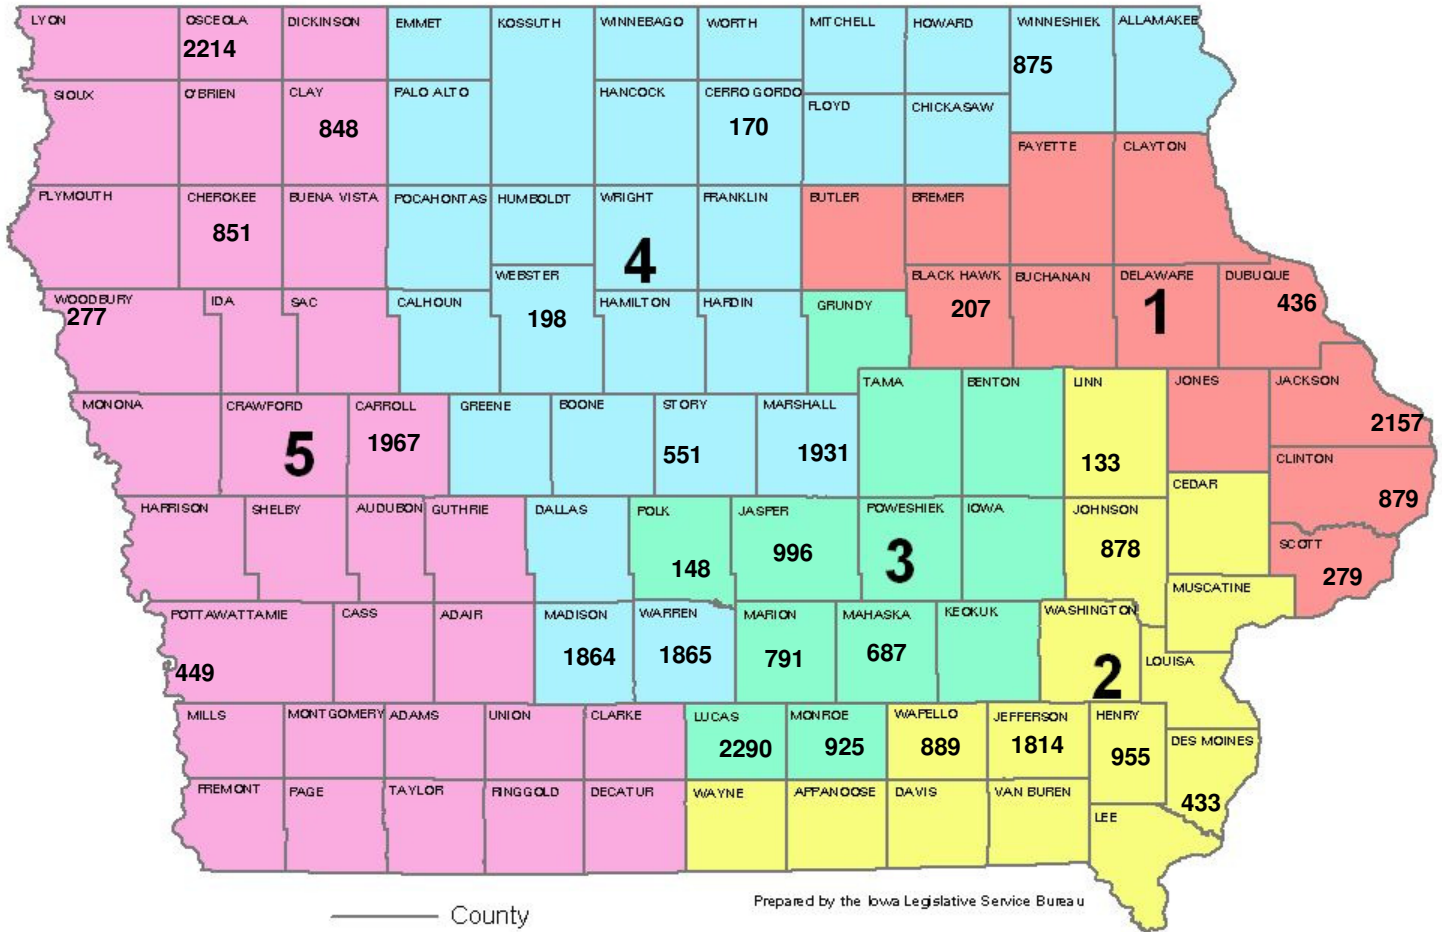 LYON
OSCEOLA
2214
DICKINSON
EMMET
KOSSUTH
WINNEBAGO
WORTH
MITCHELL
HOWARD
WINNESHIEK
875
ALLAMAKEE
SIOUX
O'BRIEN
CLAY
848
PALO ALTO
HANCOCK
CERRO GORDO
170
FLOYD
CHICKASAW
FAYETTE
CLAYTON
PLYMOUTH
CHEROKEE
851
BUENA VISTA
POCAHONTAS
HUMBOLDT
WRIGHT
4
FRANKLIN
BUTLER
BREMER
WOODBURY
277
IDA
SAC
CALHOUN
WEBSTER
198
HAMILTON
HARDIN
GRUNDY
BLACK HAWK
207
BUCHANAN
DELAWARE
1
DUBUQUE
436
MONONA
CRAWFORD
5
CARROLL
1967
GREENE
BOONE
STORY
551
MARSHALL
1931
TAMA
BENTON
LINN
133
JONES
JACKSON
2157
CEDAR
CLINTON
879
HARRISON
SHELBY
AUDUBON
GUTHRIE
DALLAS
POLK
148
JASPER
996
POWESHIEK
3
IOWA
JOHNSON
878
MUSCATINE
SCOTT
279
POTTAWATTAMIE
449
CASS
ADAIR
MADISON
1864
WARREN
1865
MARION
791
MAHASKA
687
KEOKUK
WASHINGTON
2
LOUISA
MILLS
MONTGOMERY
ADAMS
UNION
CLARKE
LUCAS
2290
MONROE
925
WAPELLO
889
JEFFERSON
1814
HENRY
955
DES MOINES
433
FREMONT
PAGE
TAYLOR
RINGGOLD
DECATUR
WAYNE
APPANOOSE
DAVIS
VAN BUREN
LEE
County
Prepared by the Iowa Legislative Service Bureau